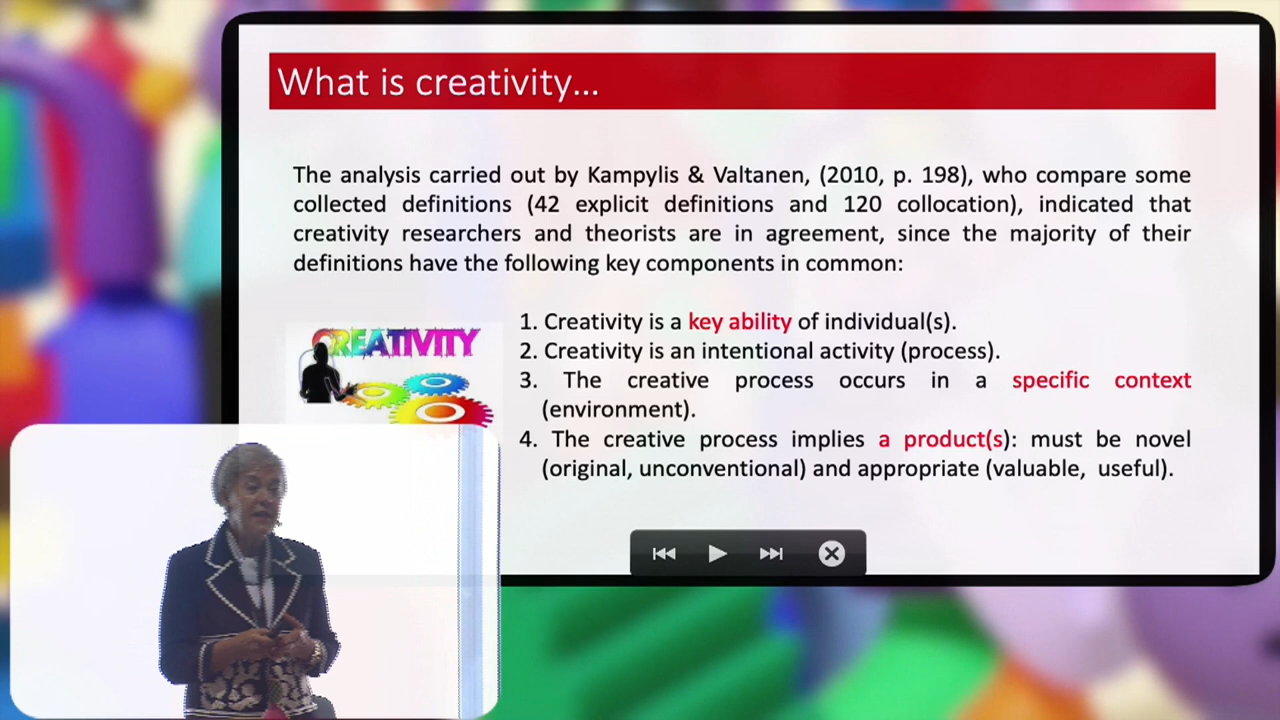 What is creativity...
The analysis carried out by Kampylis & Valtanen, (2010, p. 198), who compare some
collected definitions (42 explicit definitions and 120 collocation), indicated that
creativity researchers and theorists are in agreement, since the majority of their
definitions have the following key components in common:
CREATIVITY
1. Creativity is a key ability of individual(s).
2. Creativity is an intentional activity (process).
3. The creative process occurs in a specific context
(environment).
4. The creative process implies a product(s): must be novel
(original, unconventional) and appropriate (valuable, useful).